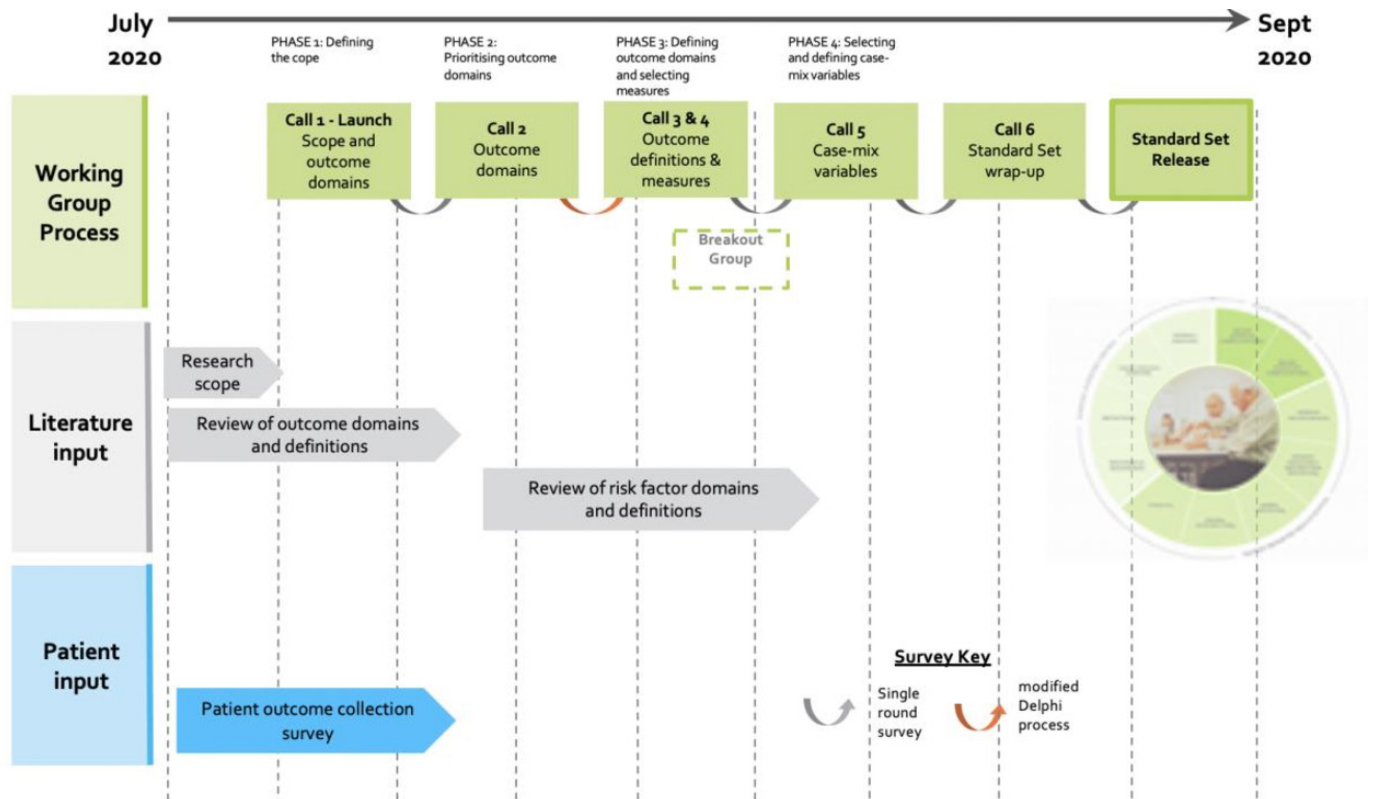 July
2020
Sept
2020
PHASE 1: Defining
the cope
PHASE 2:
Prioritising outcome
domains
PHASE 3: Defining
outcome domains
and selecting
measures
PHASE 4: Selecting
and defining case-
mix variables
Working
Group
Process
Call 1 - Launch
Scope and
outcome
domains
Call 2
Outcome
domains
Call 3 & 4
Outcome
definitions &
measures
Call 5
Case-mix
variables
Call 6
Standard Set
wrap-up
Standard Set
Release
Breakout
Group
Literature
input
Research
scope
Review of outcome domains
and definitions
Review of risk factor domains
and definitions
Patient
input
Patient outcome collection
survey
Survey Key
Single
round
survey
modified
Delphi
process